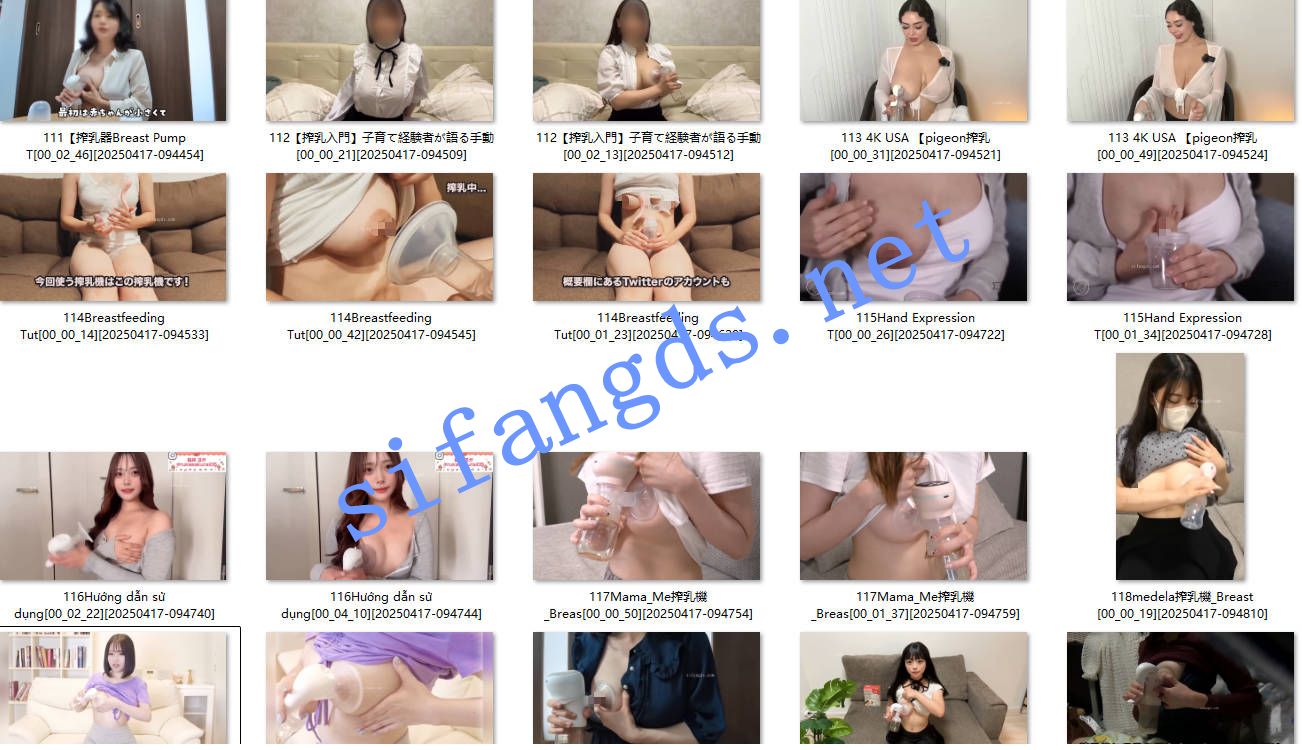 最初は赤ちゃんが小さくて
111【搾乳器Breast Pump
T[00_02_46][20250417-094454]
112【搾乳入門】子育て経験者が語る手動
[00_00_21][20250417-094509]
112【搾乳入門】子育て経験者が語る手動
[00_02_13][20250417-094512]
113 4K USA 【pigeon搾乳
[00_00_31][20250417-094521]
113 4K USA 【pigeon搾乳
[00_00_49][20250417-094524]
今回使う搾乳機はこの搾乳機です!
搾乳中...
概要欄にあるTwitterのアカウントも
114Breastfeeding
Tut[00_00_14][20250417-094533]
114Breastfeeding
Tut[00_00_42][20250417-094545]
114Breastfeeding
115Hand Expression
T[00_00_26][20250417-094722]
115Hand Expression
T[00_01_34][20250417-094728]
sifangds.net
116Hướng dẫn sử
dụng[00_02_22][20250417-094740]
116Hướng dẫn sử
dụng[00_04_10][20250417-094744]
117Mama_Me搾乳機
_Breas[00_00_50][20250417-094754]
117Mama_Me搾乳機
_Breas[00_01_37][20250417-094759]
118medela搾乳機_Breast
[00_00_19][20250417-094810]